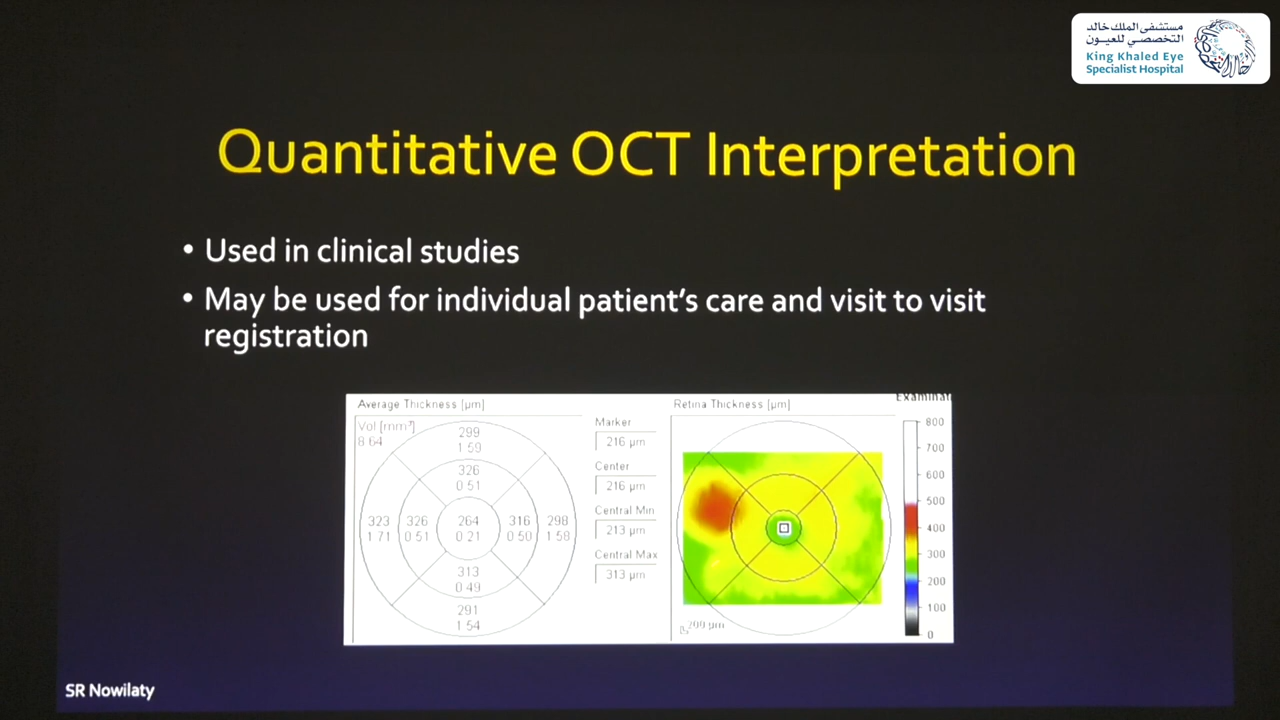 مستشفى الملك خالد
التخصصي للعيون
King Khaled Eye
Specialist Hospital
Quantitative OCT Interpretation
• Used in clinical studies
• May be used for individual patient's care and visit to visit
registration
Average Thickness [µm]
Vol [mm³]
8.64
299
1.59
326
0.51
323
1.71
326
0.51
264
0.21
316
0.50
298
1.58
313
0.49
291
1.54
Marker
216 µm
Center
216 µm
Central Min
213 µm
Central Max
313 µm
Retina Thickness [µm]
Examinat
800
700
600
500
400
300
200
100
0
299 µm
SR Nowilaty